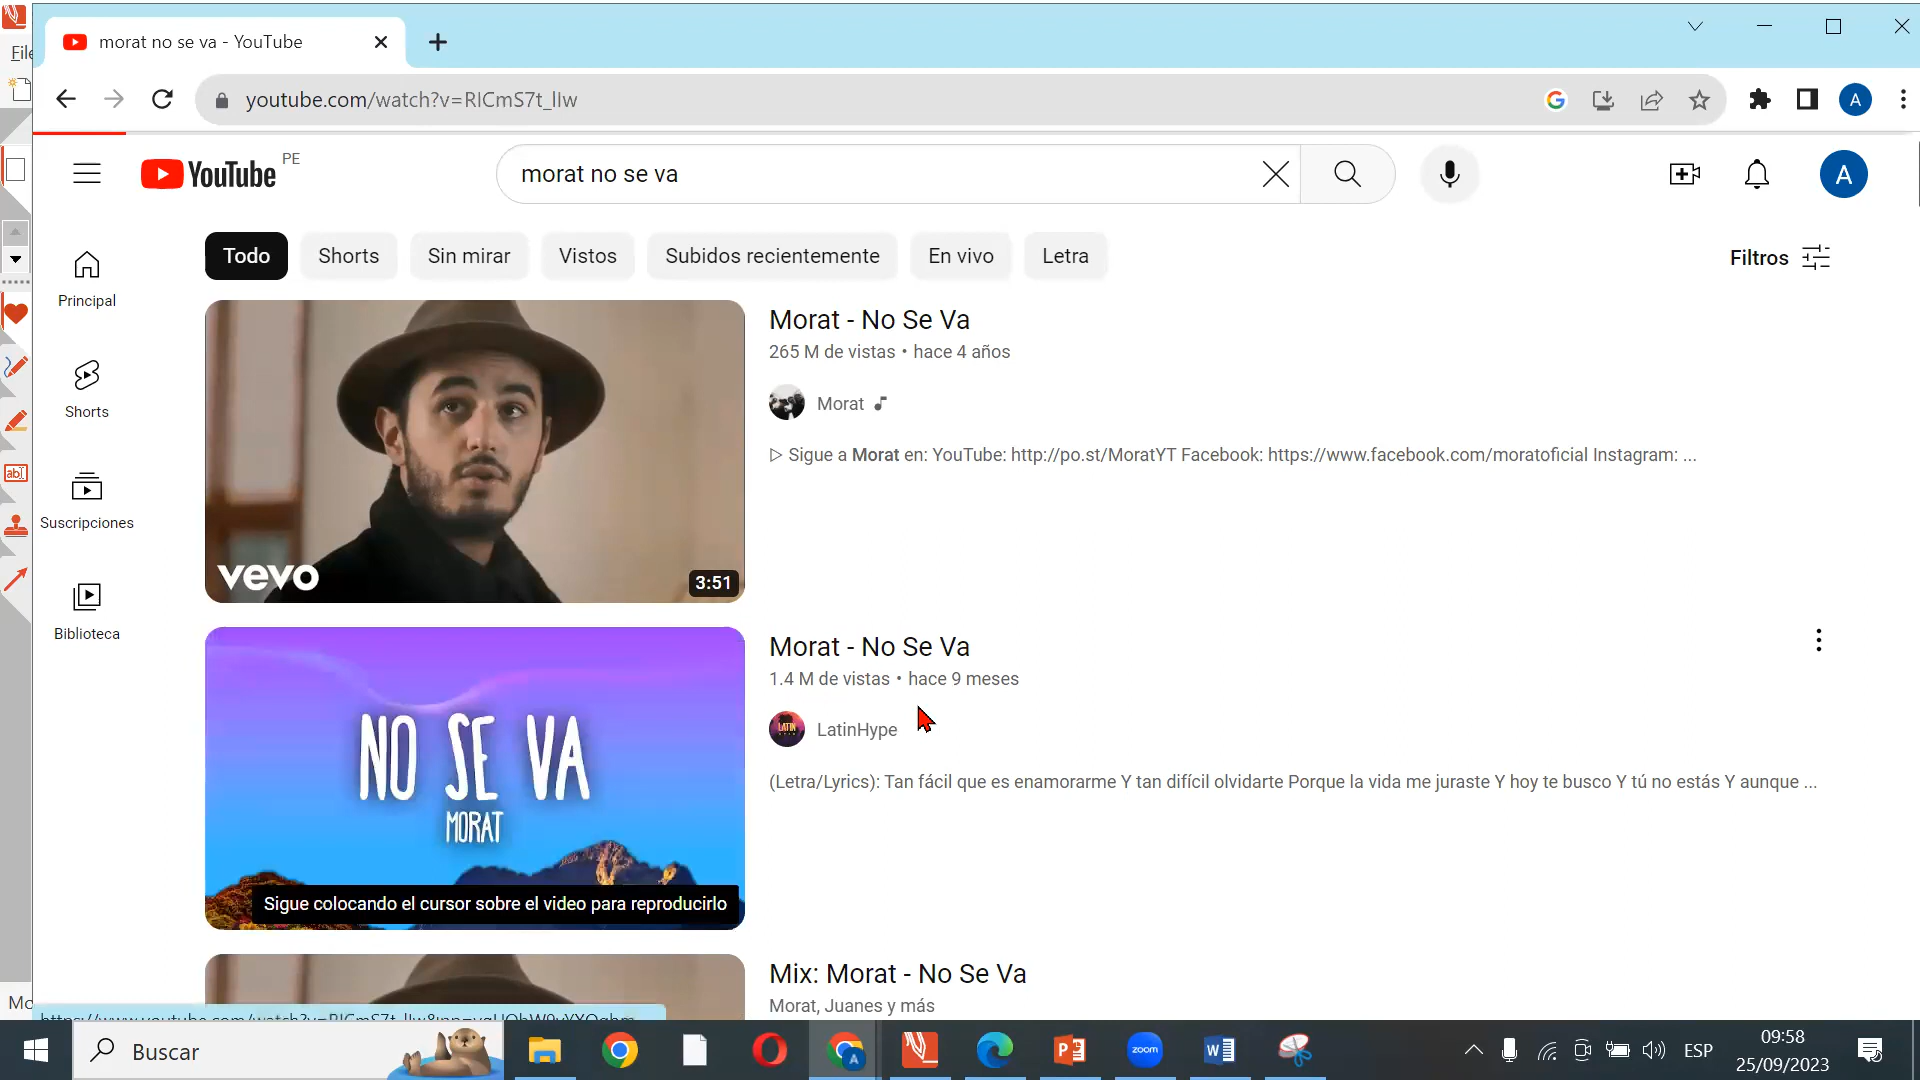 morat no se va - YouTube
File
youtube.com/watch?v=RICmS7t_lIw
A
YouTube PE
morat no se va
A
Todo
Shorts
Sin mirar
Vistos
Subidos recientemente
En vivo
Letra
Filtros
Principal
Shorts
Suscripciones
Biblioteca
Morat - No Se Va
265 M de vistas • hace 4 años
Morat
▷ Sigue a Morat en: YouTube: http://po.st/MoratYT Facebook: https://www.facebook.com/moratoficial Instagram: ...
vevo
3:51
Morat - No Se Va
1.4 M de vistas • hace 9 meses
LATIN
LatinHype
(Letra/Lyrics): Tan fácil que es enamorarme Y tan difícil olvidarte Porque la vida me juraste Y hoy te busco Y tú no estás Y aunque ...
NO SE VA
MORAT
Sigue colocando el cursor sobre el video para reproducirlo
Mix: Morat - No Se Va
Morat, Juanes y más
Mo
Buscar
A
zoom
ESP
09:58
25/09/2023